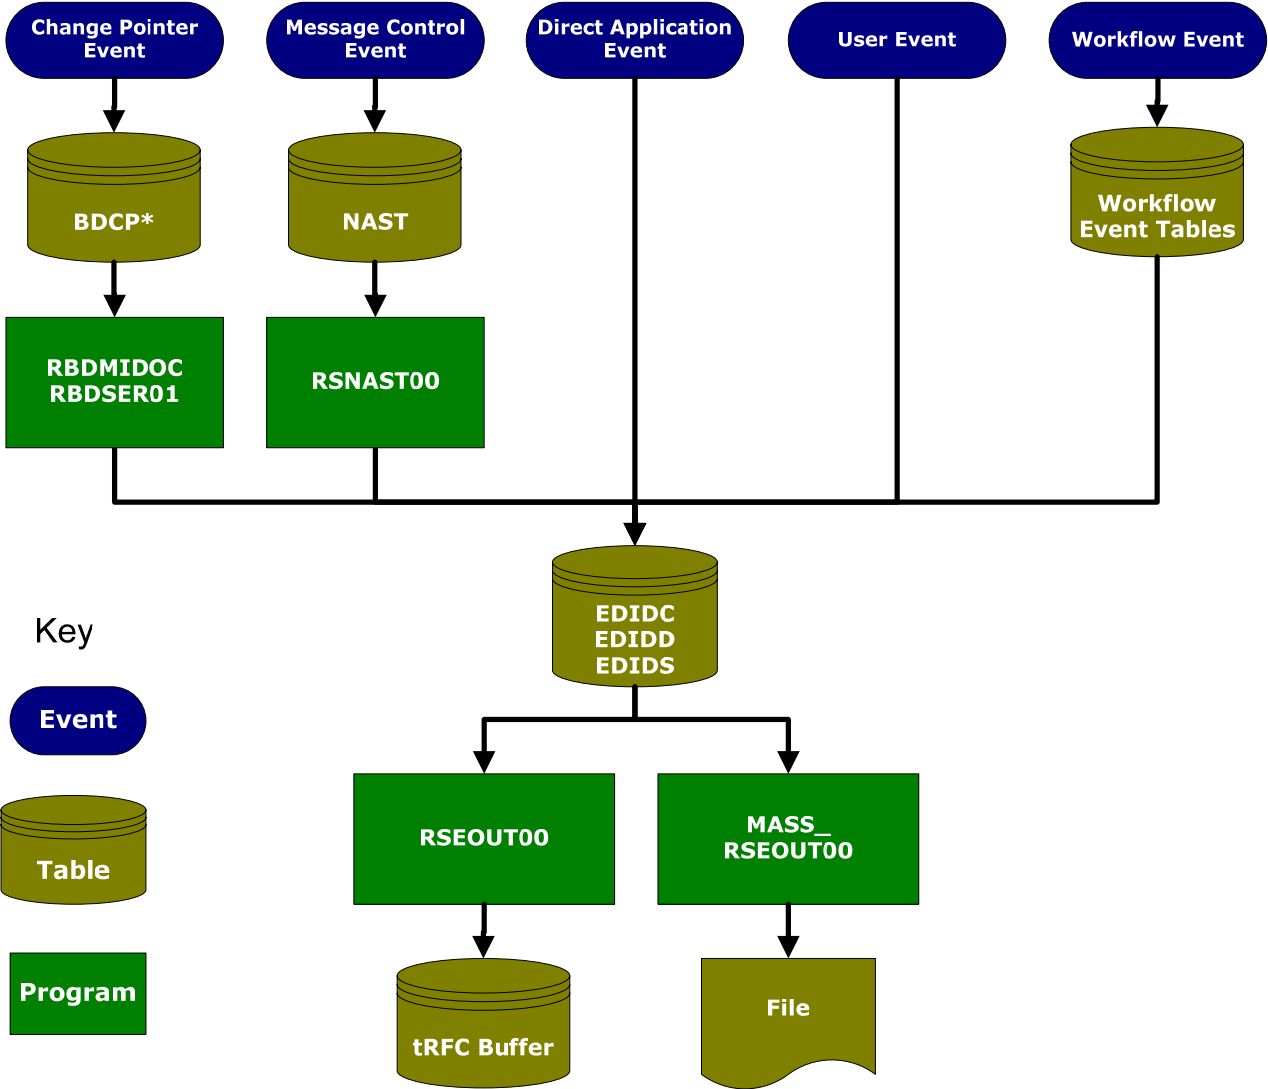 Change Pointer
Event
Message Control
Event
Direct Application
Event
User Event
Workflow Event
BDCP*
NAST
Workflow
Event Tables
RBDMIDOC
RBDSER01
RSNAST00
EDIDC
EDIDD
EDIDS
Key
Event
Table
Program
RSEOUT00
MASS_
RSEOUT00
tRFC Buffer
File